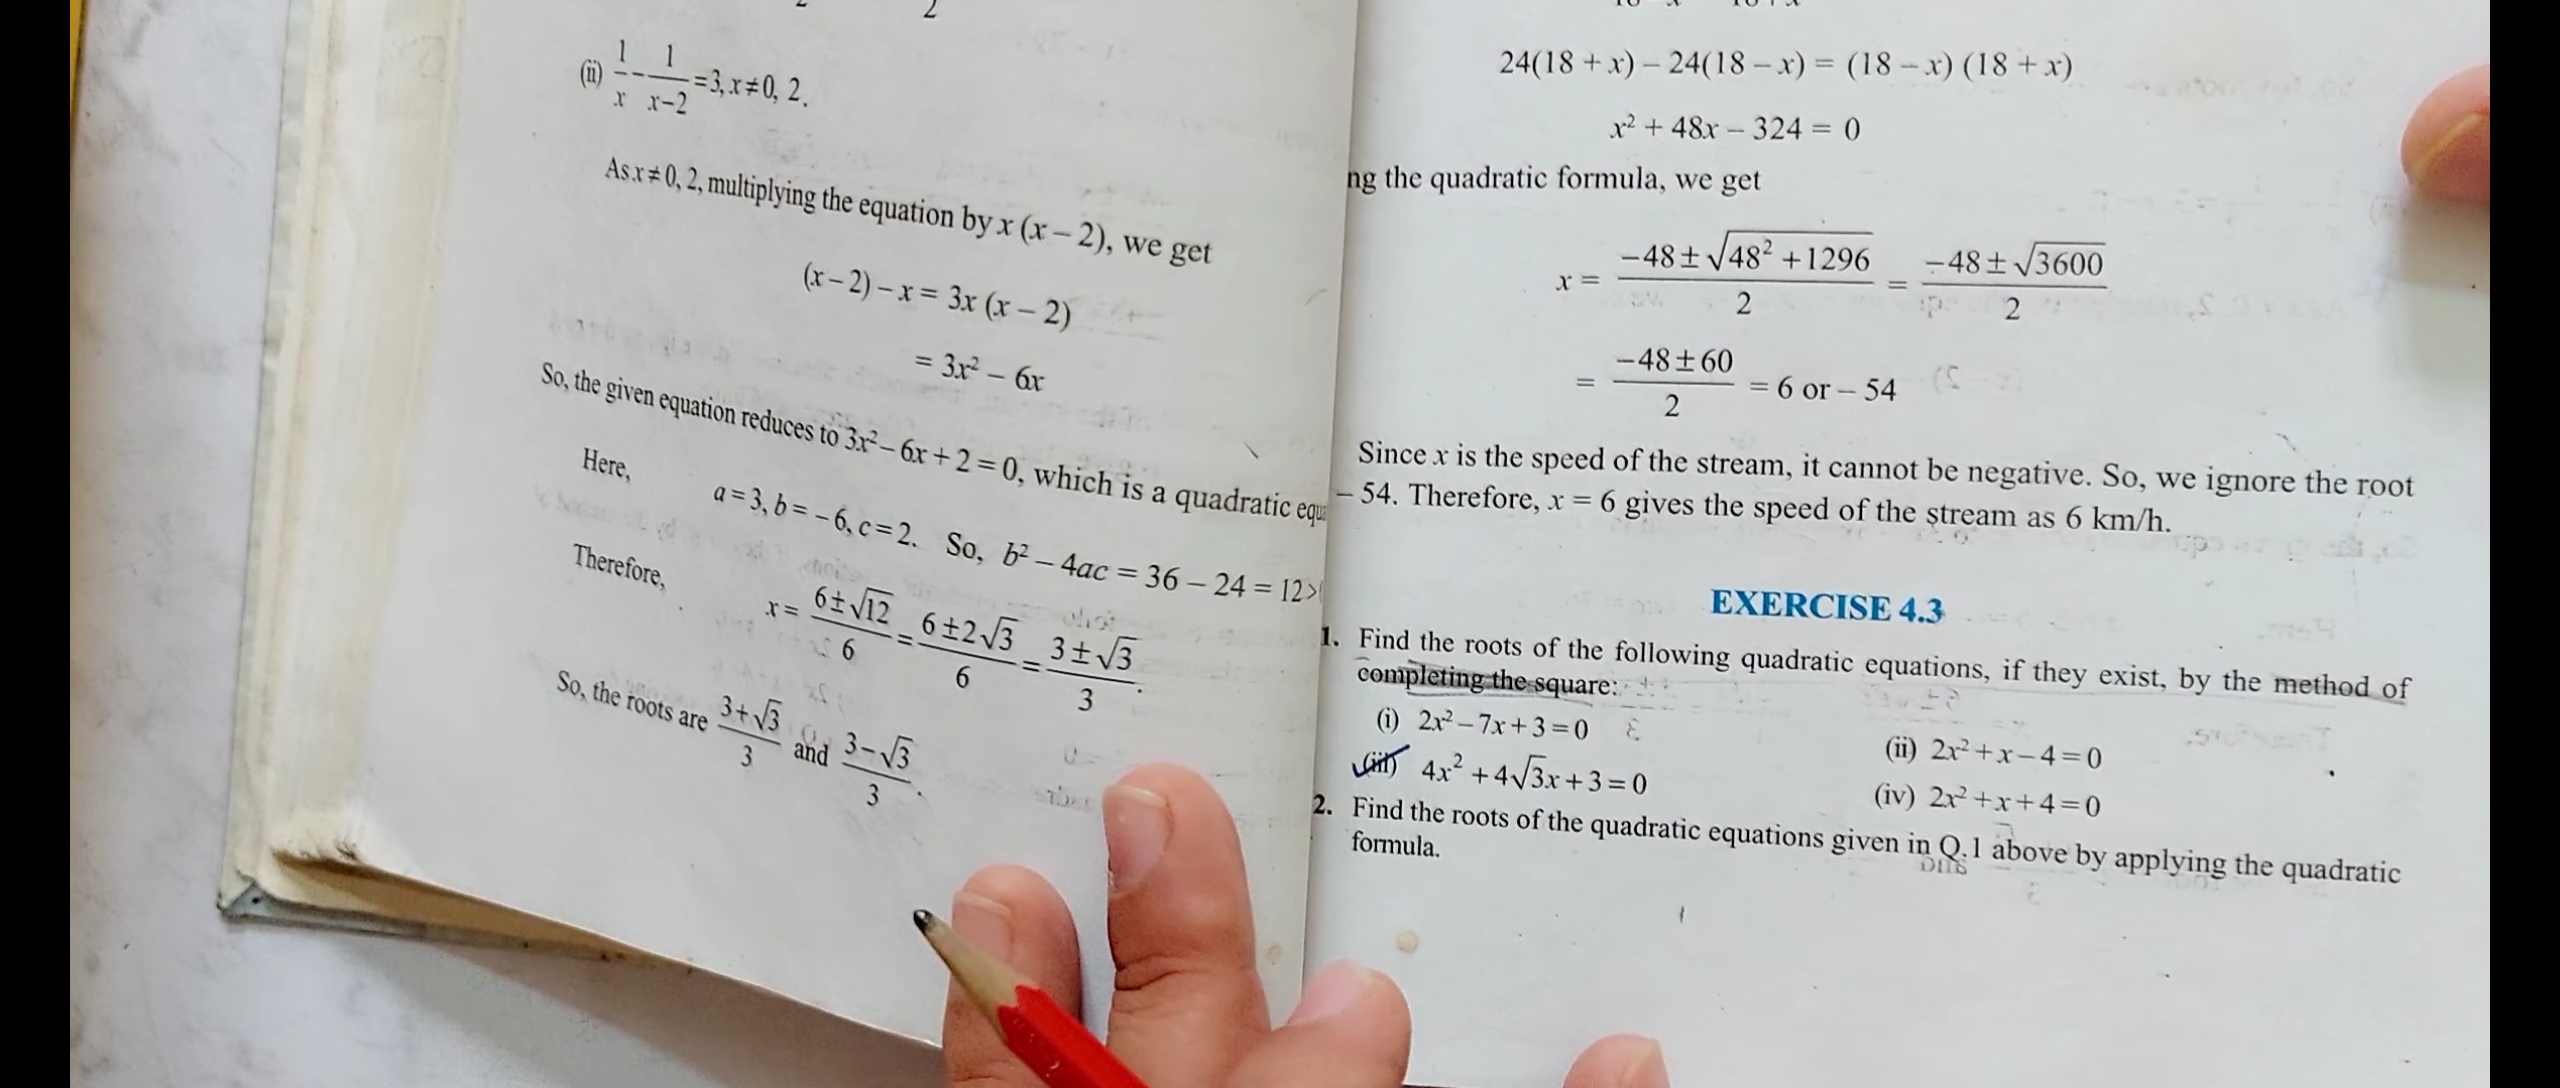 (ii) 1/x − 1/(x−2) = 3, x ≠ 0, 2.
As x ≠ 0, 2, multiplying the equation by x (x − 2), we get
(x − 2) − x = 3x (x − 2)
= 3x² − 6x
So, the given equation reduces to 3x² − 6x + 2 = 0, which is a quadratic equa
Here, a = 3, b = − 6, c = 2. So, b² − 4ac = 36 − 24 = 12 >
Therefore, x = (6 ± √12)/6 = (6 ± 2√3)/6 = (3 ± √3)/3.
So, the roots are (3+√3)/3 and (3−√3)/3.
24(18 + x) − 24(18 − x) = (18 − x) (18 + x)
x² + 48x − 324 = 0
ng the quadratic formula, we get
x = (−48 ± √(48² + 1296))/2 = (−48 ± √3600)/2
= (−48 ± 60)/2 = 6 or − 54
Since x is the speed of the stream, it cannot be negative. So, we ignore the root
− 54. Therefore, x = 6 gives the speed of the stream as 6 km/h.
EXERCISE 4.3
1. Find the roots of the following quadratic equations, if they exist, by the method of
completing the square:
(i) 2x² − 7x + 3 = 0 (ii) 2x² + x − 4 = 0
(iii) 4x² + 4√3x + 3 = 0 (iv) 2x² + x + 4 = 0
2. Find the roots of the quadratic equations given in Q.1 above by applying the quadratic
formula.